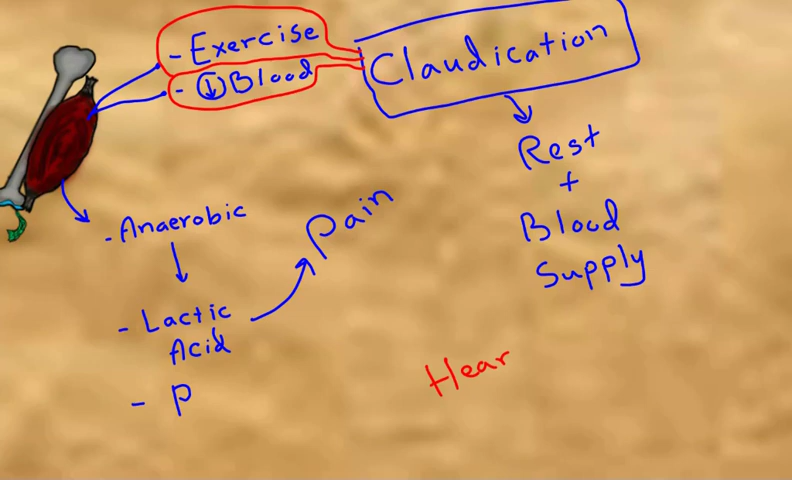 - Exercise
- ↓ Blood
Claudication
Rest
+
Blood
Supply
- Anaerobic
- Lactic
Acid
- P
Pain
Hear